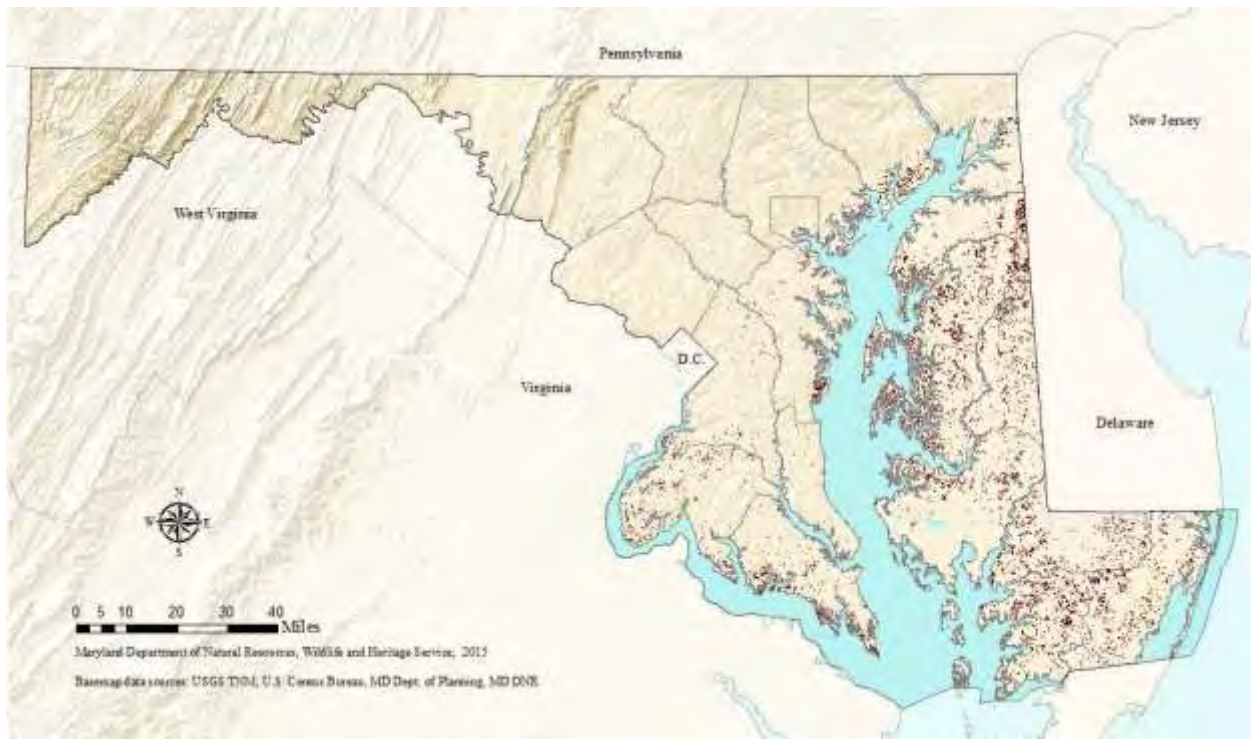 Pennsylvania
New Jersey
West Virginia
D.C.
Virginia
Delaware
N
W E
S
0 5 10 20 30 40
Miles
Maryland Department of Natural Resources, Wildlife and Heritage Service, 2015
Basemap data sources: USGS TNM, U.S. Census Bureau, MD Dept. of Planning, MD DNR